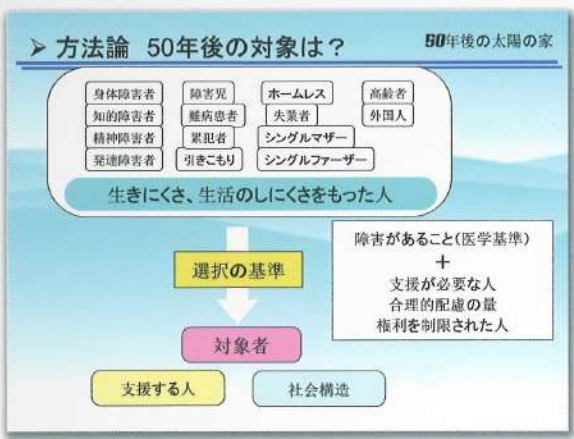 ➢ 方法論 50年後の対象は？
50年後の太陽の家
身体障害者 障害児 ホームレス 高齢者
知的障害者 難病患者 失業者 外国人
精神障害者 累犯者 シングルマザー
発達障害者 引きこもり シングルファーザー
生きにくさ、生活のしにくさをもった人
選択の基準
障害があること(医学基準)
＋
支援が必要な人
合理的配慮の量
権利を制限された人
対象者
支援する人
社会構造